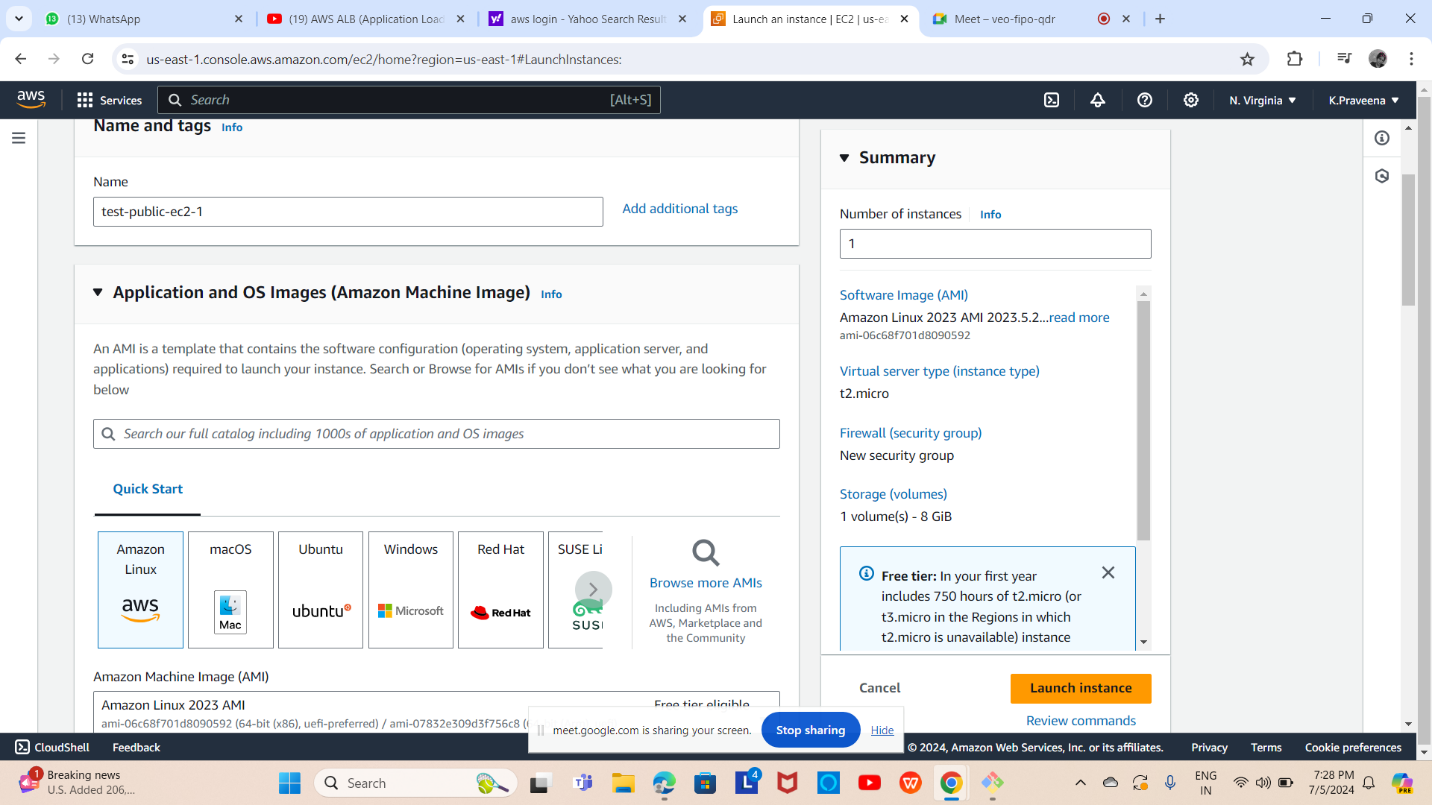 (13) WhatsApp
(19) AWS ALB (Application Load
aws login - Yahoo Search Result
Launch an instance | EC2 | us-ea
Meet – veo-fipo-qdr
us-east-1.console.aws.amazon.com/ec2/home?region=us-east-1#LaunchInstances:
aws
Services
Search
[Alt+S]
N. Virginia
K.Praveena
Name and tags Info
Name
test-public-ec2-1
Add additional tags
Application and OS Images (Amazon Machine Image) Info
An AMI is a template that contains the software configuration (operating system, application server, and
applications) required to launch your instance. Search or Browse for AMIs if you don't see what you are looking for
below
Search our full catalog including 1000s of application and OS images
Quick Start
Amazon
Linux
aws
macOS
Mac
Ubuntu
ubuntu
Windows
Microsoft
Red Hat
Red Hat
SUSE Li
SUSI
Browse more AMIs
Including AMIs from
AWS, Marketplace and
the Community
Amazon Machine Image (AMI)
Amazon Linux 2023 AMI
Free tier eligible
ami-06c68f701d8090592 (64-bit (x86), uefi-preferred) / ami-07832e309d3f756c8 (
Summary
Number of instances Info
1
Software Image (AMI)
Amazon Linux 2023 AMI 2023.5.2...read more
ami-06c68f701d8090592
Virtual server type (instance type)
t2.micro
Firewall (security group)
New security group
Storage (volumes)
1 volume(s) - 8 GiB
Free tier: In your first year
includes 750 hours of t2.micro (or
t3.micro in the Regions in which
t2.micro is unavailable) instance
Cancel
Launch instance
Review commands
meet.google.com is sharing your screen.
Stop sharing
Hide
CloudShell
Feedback
© 2024, Amazon Web Services, Inc. or its affiliates.
Privacy
Terms
Cookie preferences
1
Breaking news
U.S. Added 206,...
Search
4
ENG
IN
7:28 PM
7/5/2024
PRE